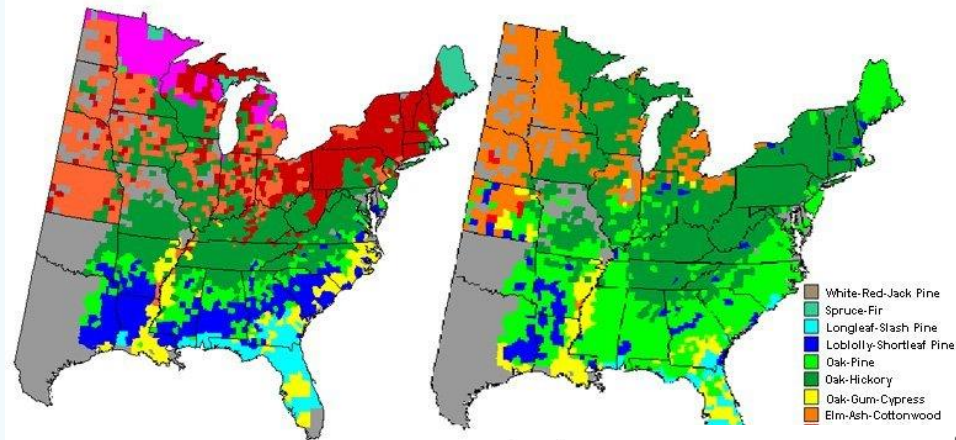 White-Red-Jack Pine
Spruce-Fir
Longleaf-Slash Pine
Loblolly-Shortleaf Pine
Oak-Pine
Oak-Hickory
Oak-Gum-Cypress
Elm-Ash-Cottonwood